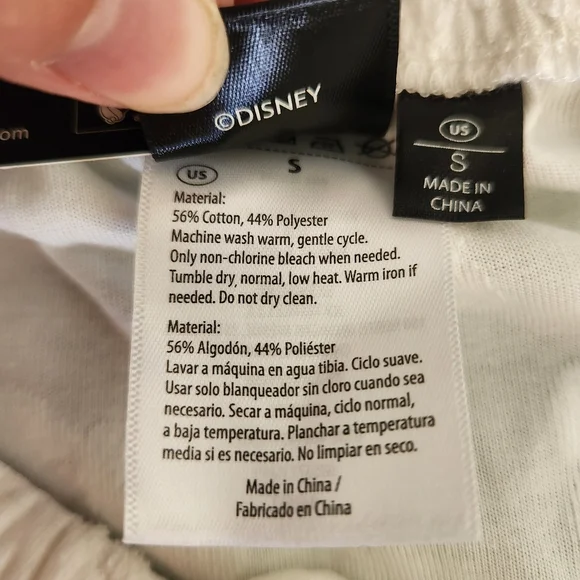 om
©DISNEY
US
S
MADE IN
CHINA
US S
Material:
56% Cotton, 44% Polyester
Machine wash warm, gentle cycle.
Only non-chlorine bleach when needed.
Tumble dry, normal, low heat. Warm iron if
needed. Do not dry clean.
Material:
56% Algodón, 44% Poliéster
Lavar a máquina en agua tibia. Ciclo suave.
Usar solo blanqueador sin cloro cuando sea
necesario. Secar a máquina, ciclo normal,
a baja temperatura. Planchar a temperatura
media si es necesario. No limpiar en seco.
Made in China /
Fabricado en China